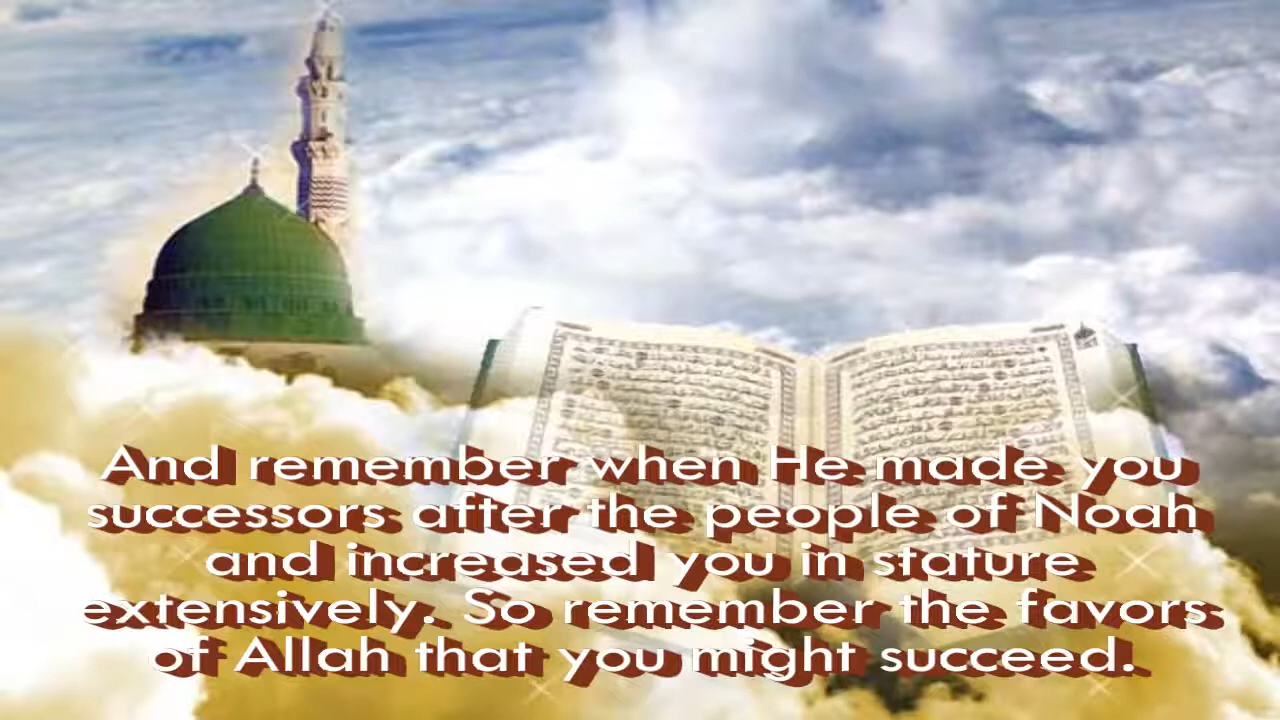 And remember when He made you
successors after the people of Noah
and increased you in stature
extensively. So remember the favors
of Allah that you might succeed.